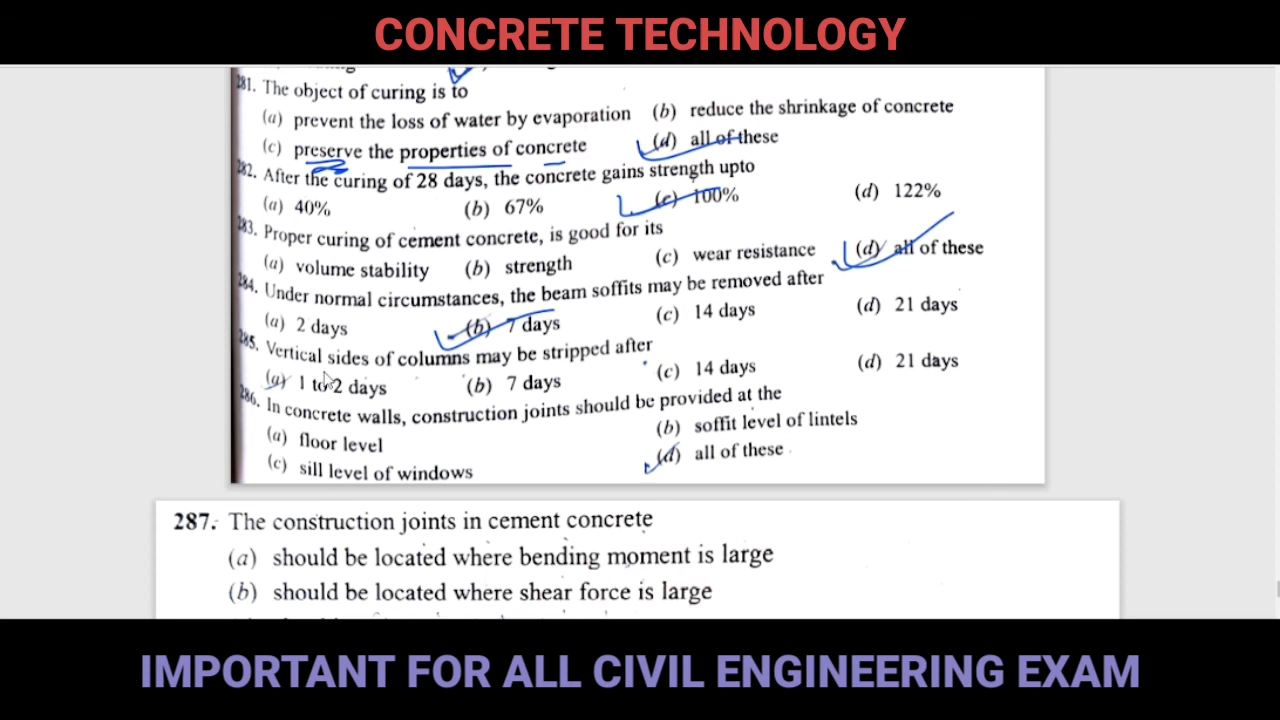 CONCRETE TECHNOLOGY
281. The object of curing is to
(a) prevent the loss of water by evaporation (b) reduce the shrinkage of concrete
(c) preserve the properties of concrete (d) all of these
282. After the curing of 28 days, the concrete gains strength upto
(a) 40% (b) 67% (c) 100% (d) 122%
283. Proper curing of cement concrete, is good for its
(a) volume stability (b) strength (c) wear resistance (d) all of these
284. Under normal circumstances, the beam soffits may be removed after
(a) 2 days (b) 7 days (c) 14 days (d) 21 days
285. Vertical sides of columns may be stripped after
(a) 1 to 2 days (b) 7 days (c) 14 days (d) 21 days
286. In concrete walls, construction joints should be provided at the
(a) floor level (b) soffit level of lintels
(c) sill level of windows (d) all of these
287. The construction joints in cement concrete
(a) should be located where bending moment is large
(b) should be located where shear force is large
IMPORTANT FOR ALL CIVIL ENGINEERING EXAM